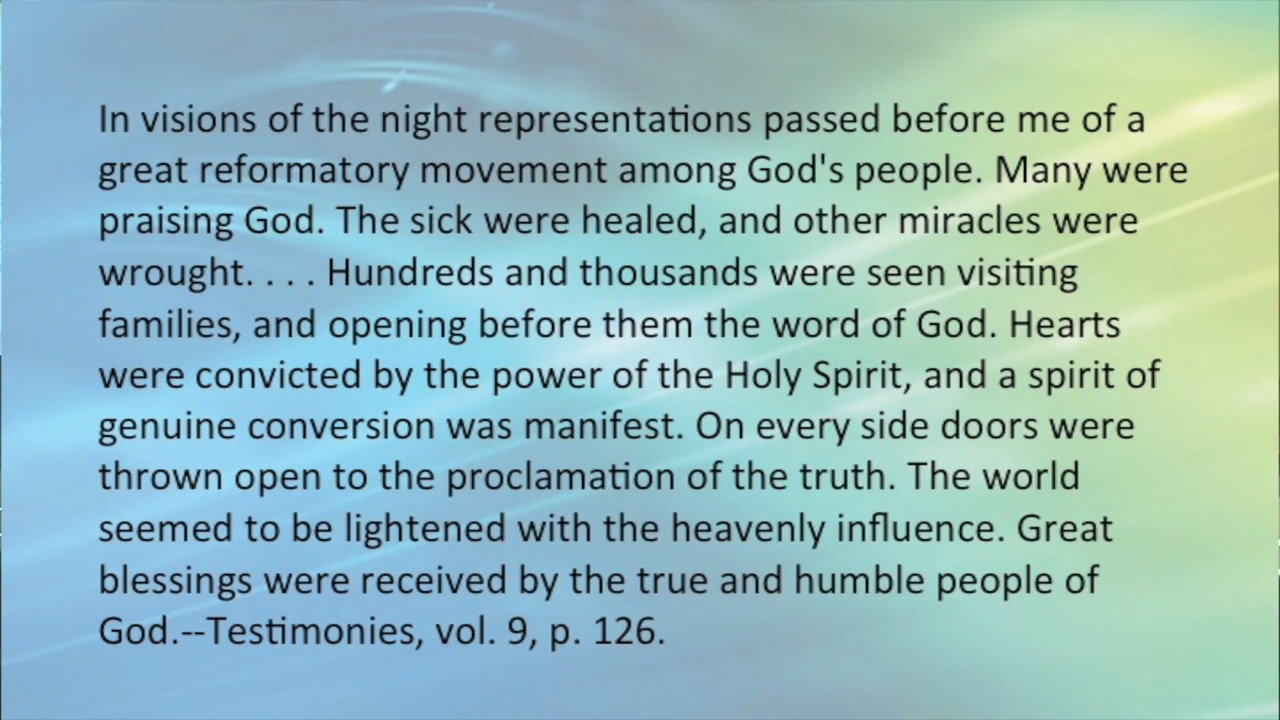 In visions of the night representations passed before me of a
great reformatory movement among God's people. Many were
praising God. The sick were healed, and other miracles were
wrought. . . . Hundreds and thousands were seen visiting
families, and opening before them the word of God. Hearts
were convicted by the power of the Holy Spirit, and a spirit of
genuine conversion was manifest. On every side doors were
thrown open to the proclamation of the truth. The world
seemed to be lightened with the heavenly influence. Great
blessings were received by the true and humble people of
God.--Testimonies, vol. 9, p. 126.